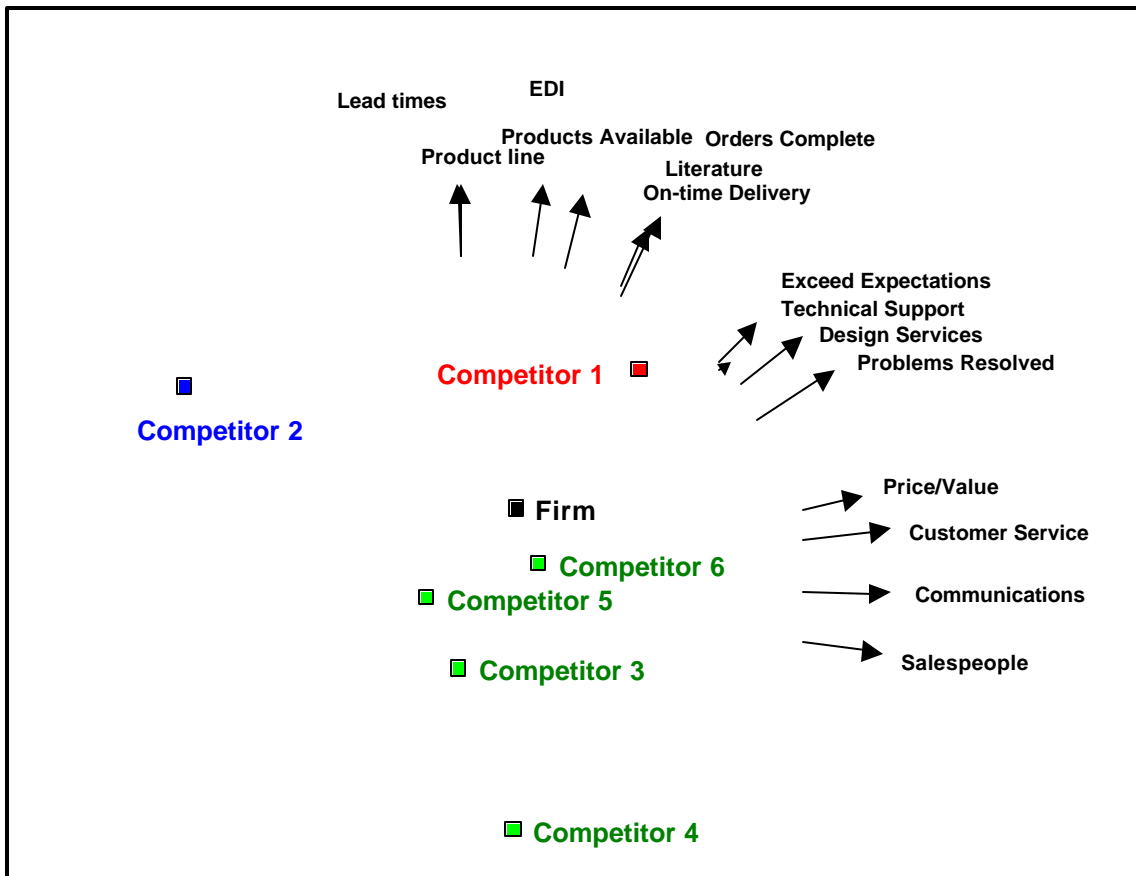 EDI
Lead times
Products Available
Orders Complete
Product line
Literature
On-time Delivery
Exceed Expectations
Technical Support
Design Services
Problems Resolved
Competitor 1
Competitor 2
Price/Value
Firm
Customer Service
Competitor 6
Communications
Competitor 5
Salespeople
Competitor 3
Competitor 4